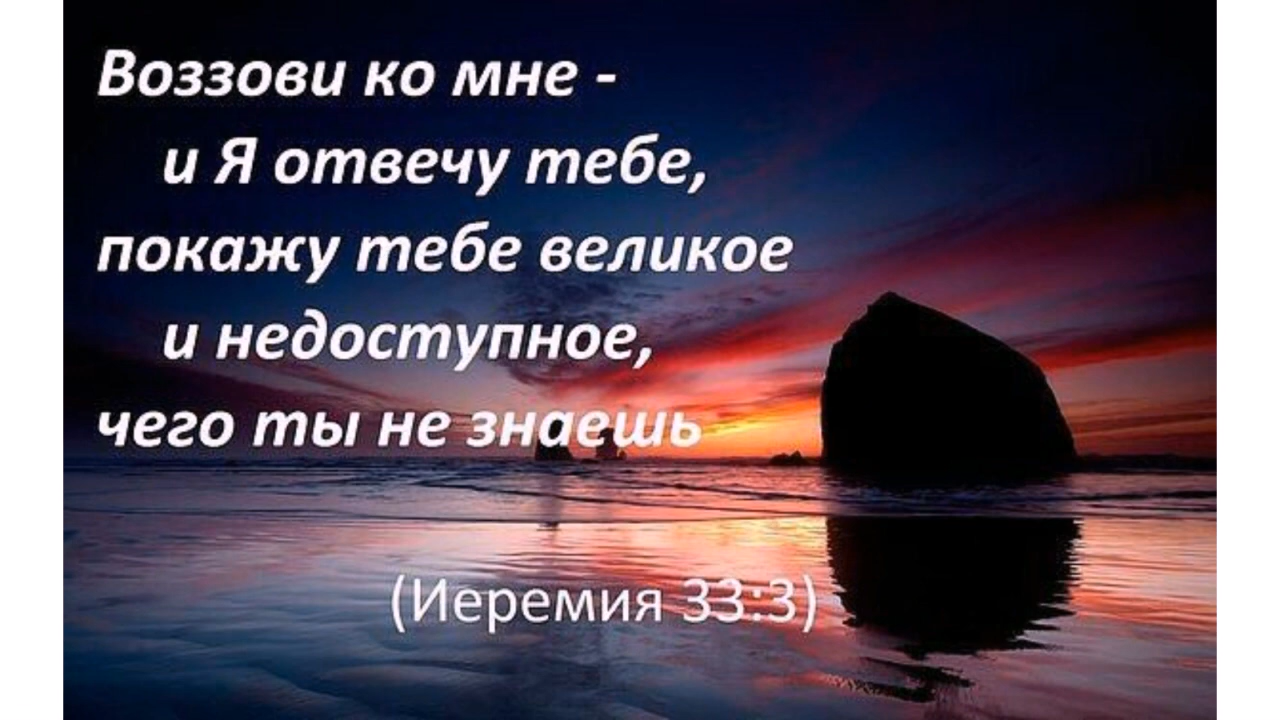 Воззови ко мне -
и Я отвечу тебе,
покажу тебе великое
и недоступное,
чего ты не знаешь
(Иеремия 33:3)